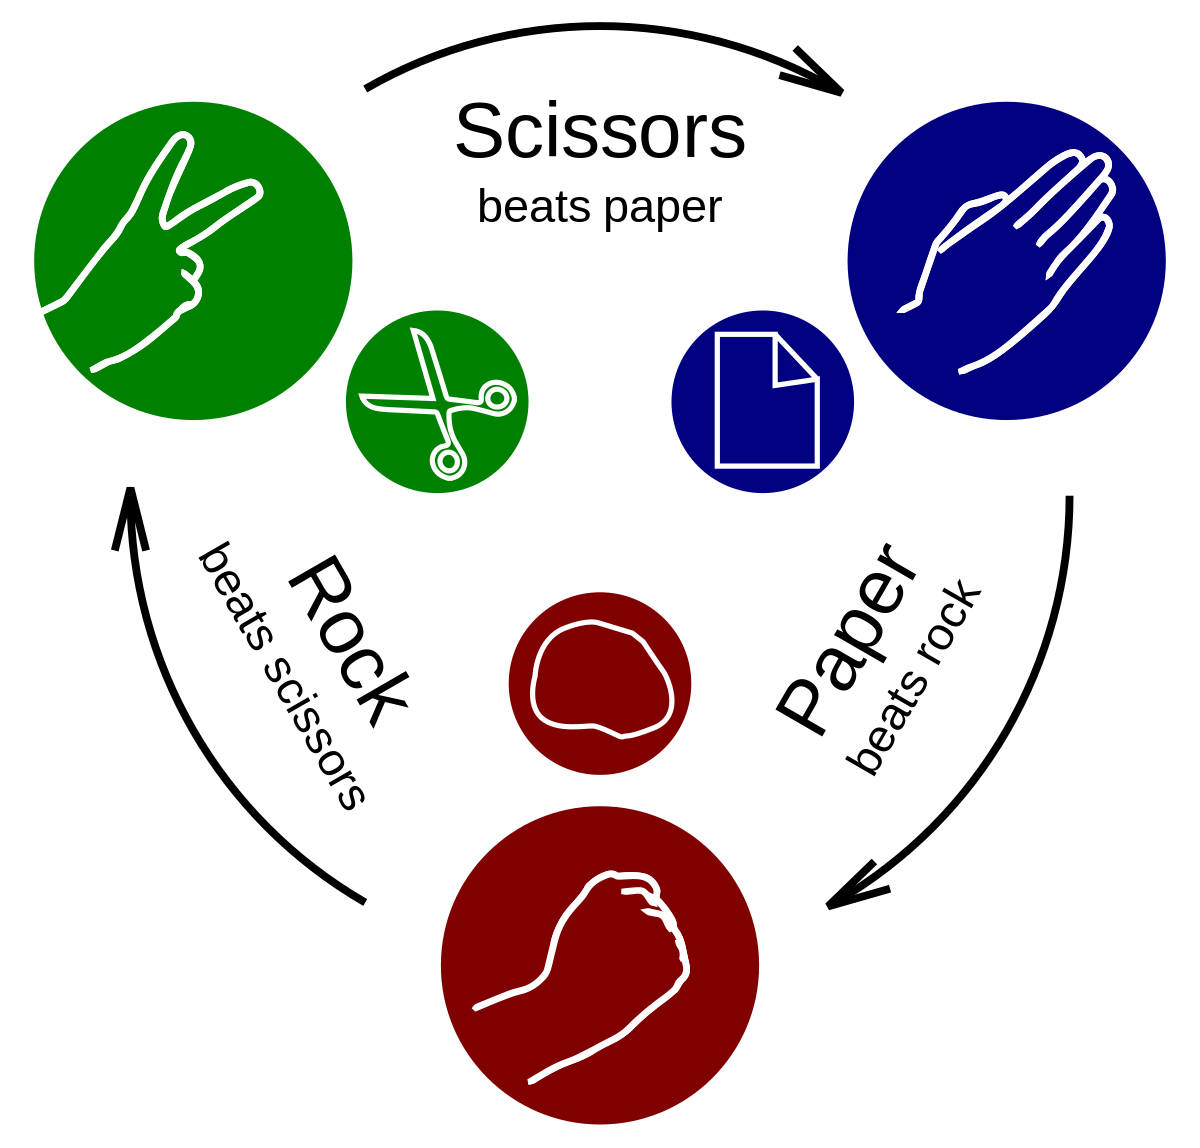 Scissors
beats paper
Rock
beats scissors
Paper
beats rock